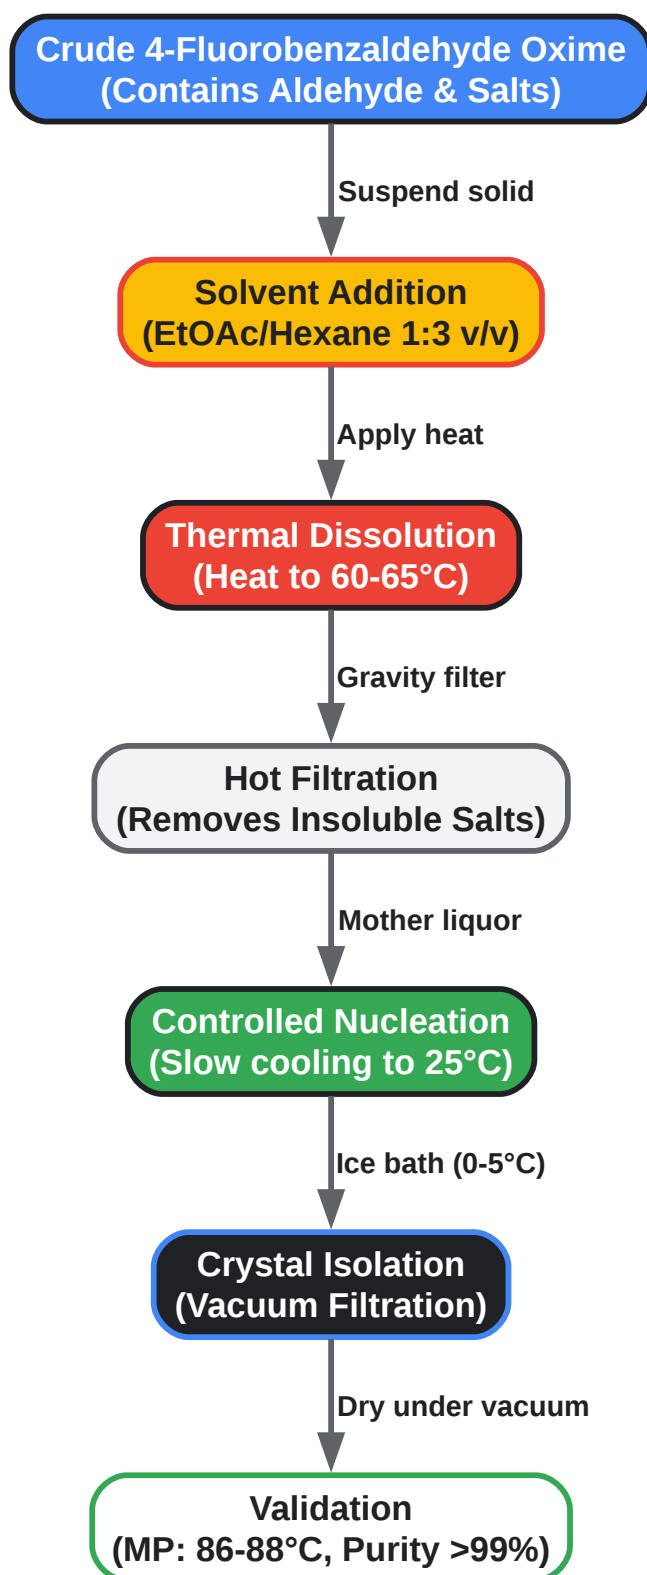 Crude 4-Fluorobenzaldehyde Oxime
(Contains Aldehyde & Salts)
Suspend solid
Solvent Addition
(EtOAc/Hexane 1:3 v/v)
Apply heat
Thermal Dissolution
(Heat to 60-65°C)
Gravity filter
Hot Filtration
(Removes Insoluble Salts)
Mother liquor
Controlled Nucleation
(Slow cooling to 25°C)
Ice bath (0-5°C)
Crystal Isolation
(Vacuum Filtration)
Dry under vacuum
Validation
(MP: 86-88°C, Purity >99%)